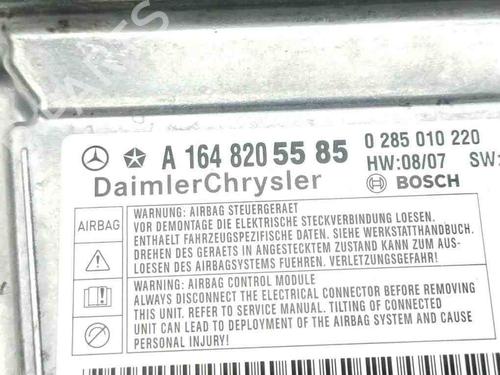 A 164 820 55 85
0 285 010 220
DaimlerChrysler
HW:08/07 SW:
BOSCH
AIRBAG
WARNUNG: AIRBAG STEUERGERAET
VOR DEMONTAGE DIE ELEKTRISCHE STECKVERBINDUNG LOESEN.
ENTHAELT FAHRZEUGSPEZIFISCHE DATEN. SIEHE WERKSTATTHANDBUCH.
DREHEN DES GERAETS IN ANGESTECKTEM ZUSTAND KANN ZUM AUS-
LOESEN DES AIRBAGSYSTEMS FUEHREN. VERLETZUNGSGEFAHR!
WARNING: AIRBAG CONTROL MODULE
ALWAYS DISCONNECT THE ELECTRICAL CONNECTOR BEFORE REMOVING
THIS UNIT. REFER TO SERVICE MANUAL. TILTING OF CONNECTED
UNIT CAN LEAD TO DEPLOYMENT OF THE AIRBAG SYSTEM AND CAUSE
PERSONAL INJURY!